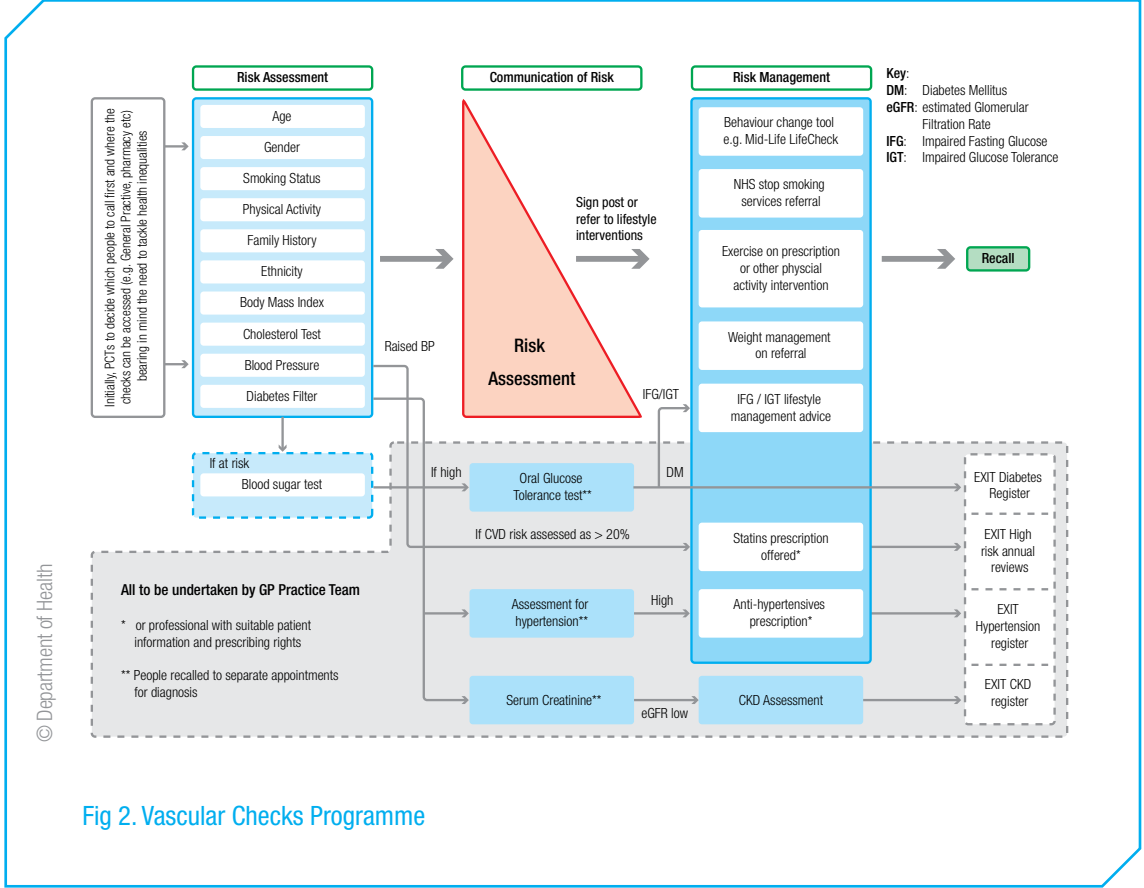 Risk Assessment
Communication of Risk
Risk Management
Key:
DM: Diabetes Mellitus
eGFR: estimated Glomerular
Filtration Rate
IFG: Impaired Fasting Glucose
IGT: Impaired Glucose Tolerance
Initially, PCTs to decide which people to call first and where the
checks can be accessed (e.g. General Practive, pharmacy etc)
bearing in mind the need to tackle health inequalities
Age
Gender
Smoking Status
Physical Activity
Family History
Ethnicity
Body Mass Index
Cholesterol Test
Blood Pressure
Diabetes Filter
Raised BP
Risk
Assessment
Sign post or
refer to lifestyle
interventions
Behaviour change tool
e.g. Mid-Life LifeCheck
NHS stop smoking
services referral
Exercise on prescription
or other physcial
activity intervention
Weight management
on referral
IFG / IGT lifestyle
management advice
Recall
IFG/IGT
If at risk
Blood sugar test
If high
Oral Glucose
Tolerance test**
DM
EXIT Diabetes
Register
If CVD risk assessed as > 20%
Statins prescription
offered*
EXIT High
risk annual
reviews
All to be undertaken by GP Practice Team
* or professional with suitable patient
information and prescribing rights
** People recalled to separate appointments
for diagnosis
Assessment for
hypertension**
High
Anti-hypertensives
prescription*
EXIT
Hypertension
register
Serum Creatinine**
eGFR low
CKD Assessment
EXIT CKD
register
© Department of Health
Fig 2. Vascular Checks Programme